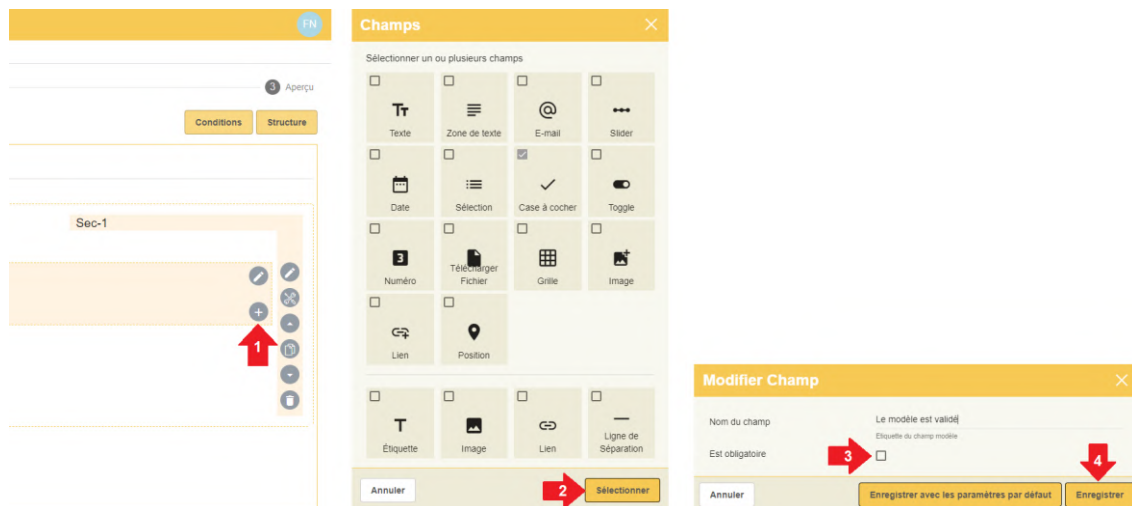 FN
3 Aperçu
Conditions Structure
Sec-1
1
Champs
Sélectionner un ou plusieurs champs
Texte Zone de texte E-mail Slider
Date Sélection Case à cocher Toggle
3
Numéro Télécharger Fichier Grille Image
Lien Position
Étiquette Image Lien Ligne de Séparation
Annuler 2 Sélectionner
Modifier Champ
Nom du champ Le modèle est validé
Etiquette du champ modèle
Est obligatoire 3
4
Annuler Enregistrer avec les paramètres par défaut Enregistrer